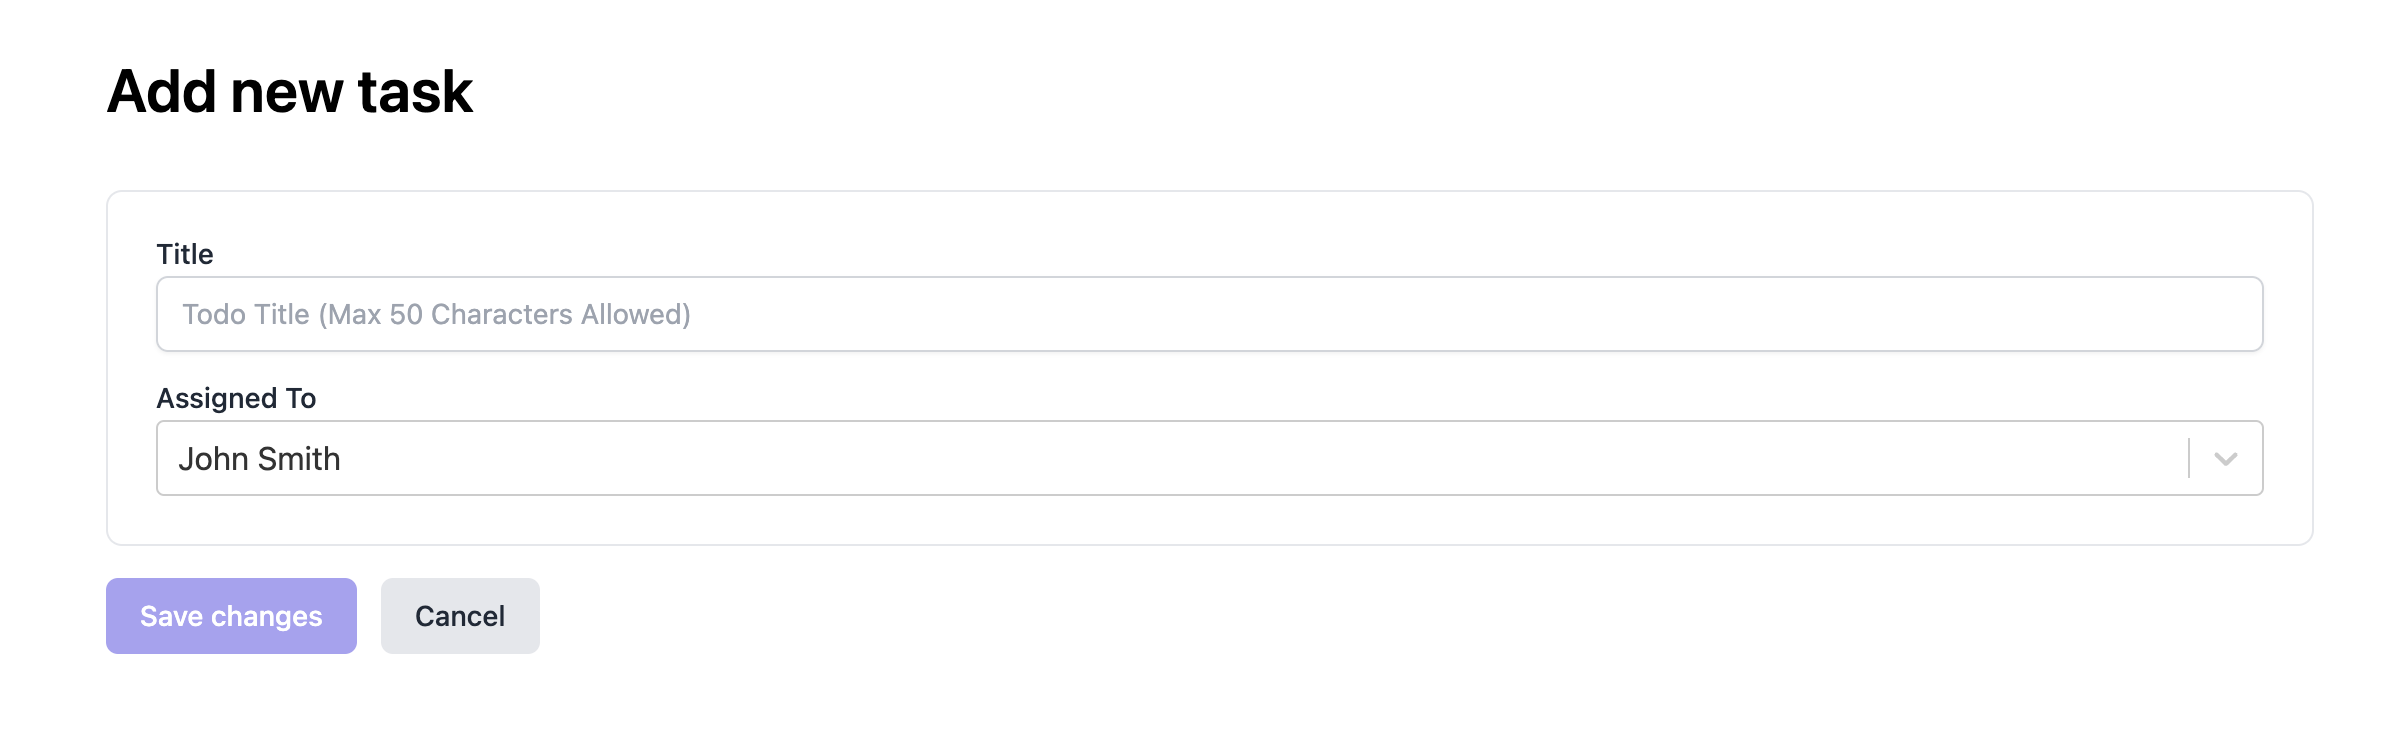 Add new task
Title
Todo Title (Max 50 Characters Allowed)
Assigned To
John Smith
Save changes
Cancel